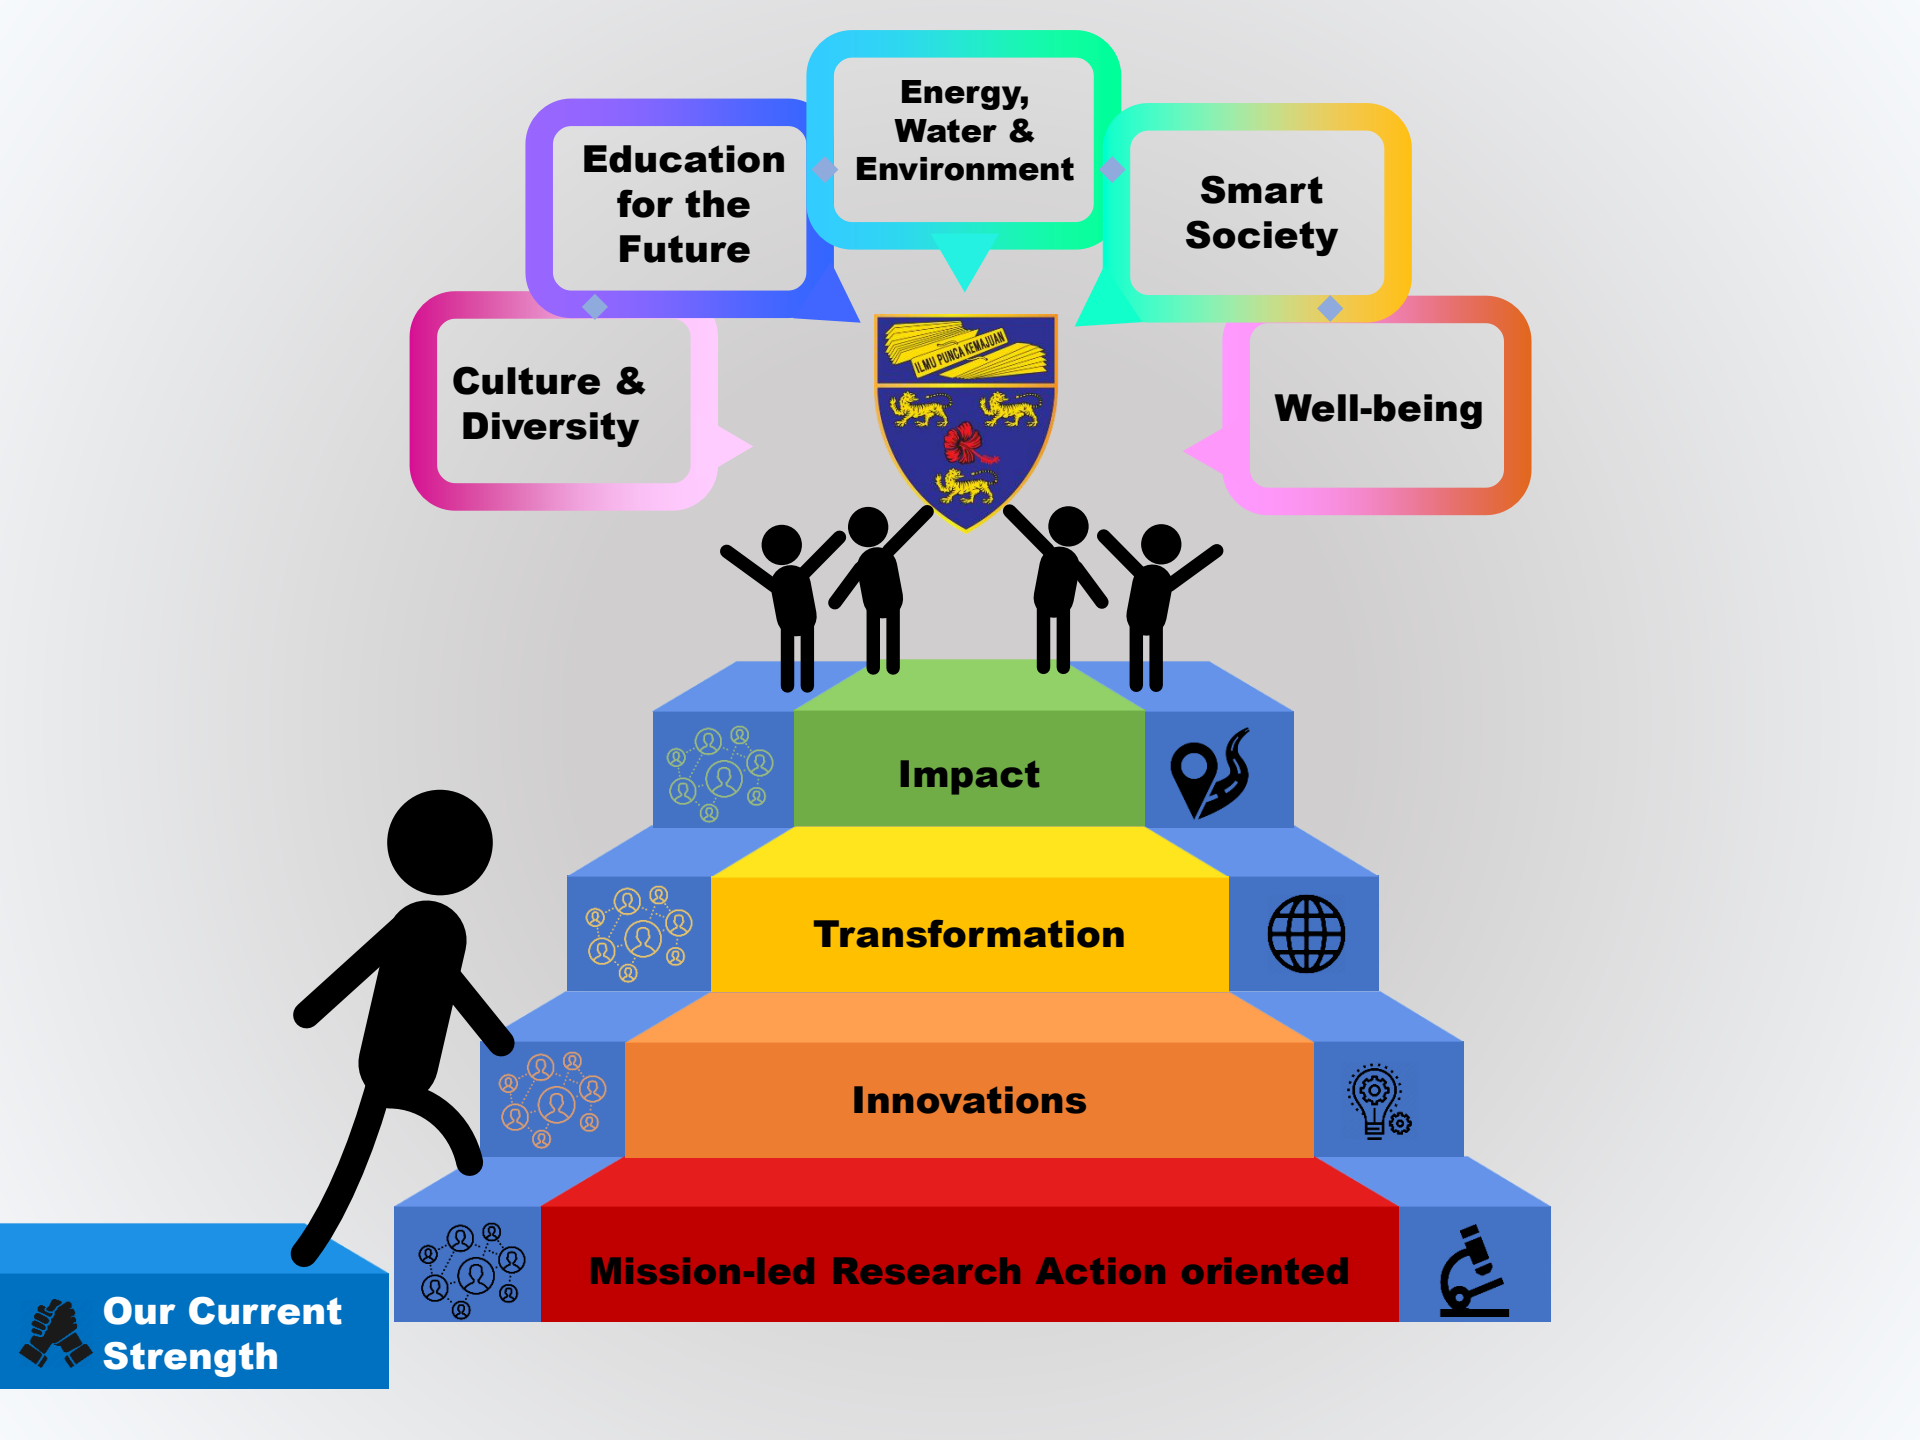 Energy,
Water &
Environment
Education
for the
Future
Smart
Society
Culture &
Diversity
Well-being
ILMU PUNCA KEMAJUAN
Impact
Transformation
Innovations
Mission-led Research Action oriented
Our Current
Strength